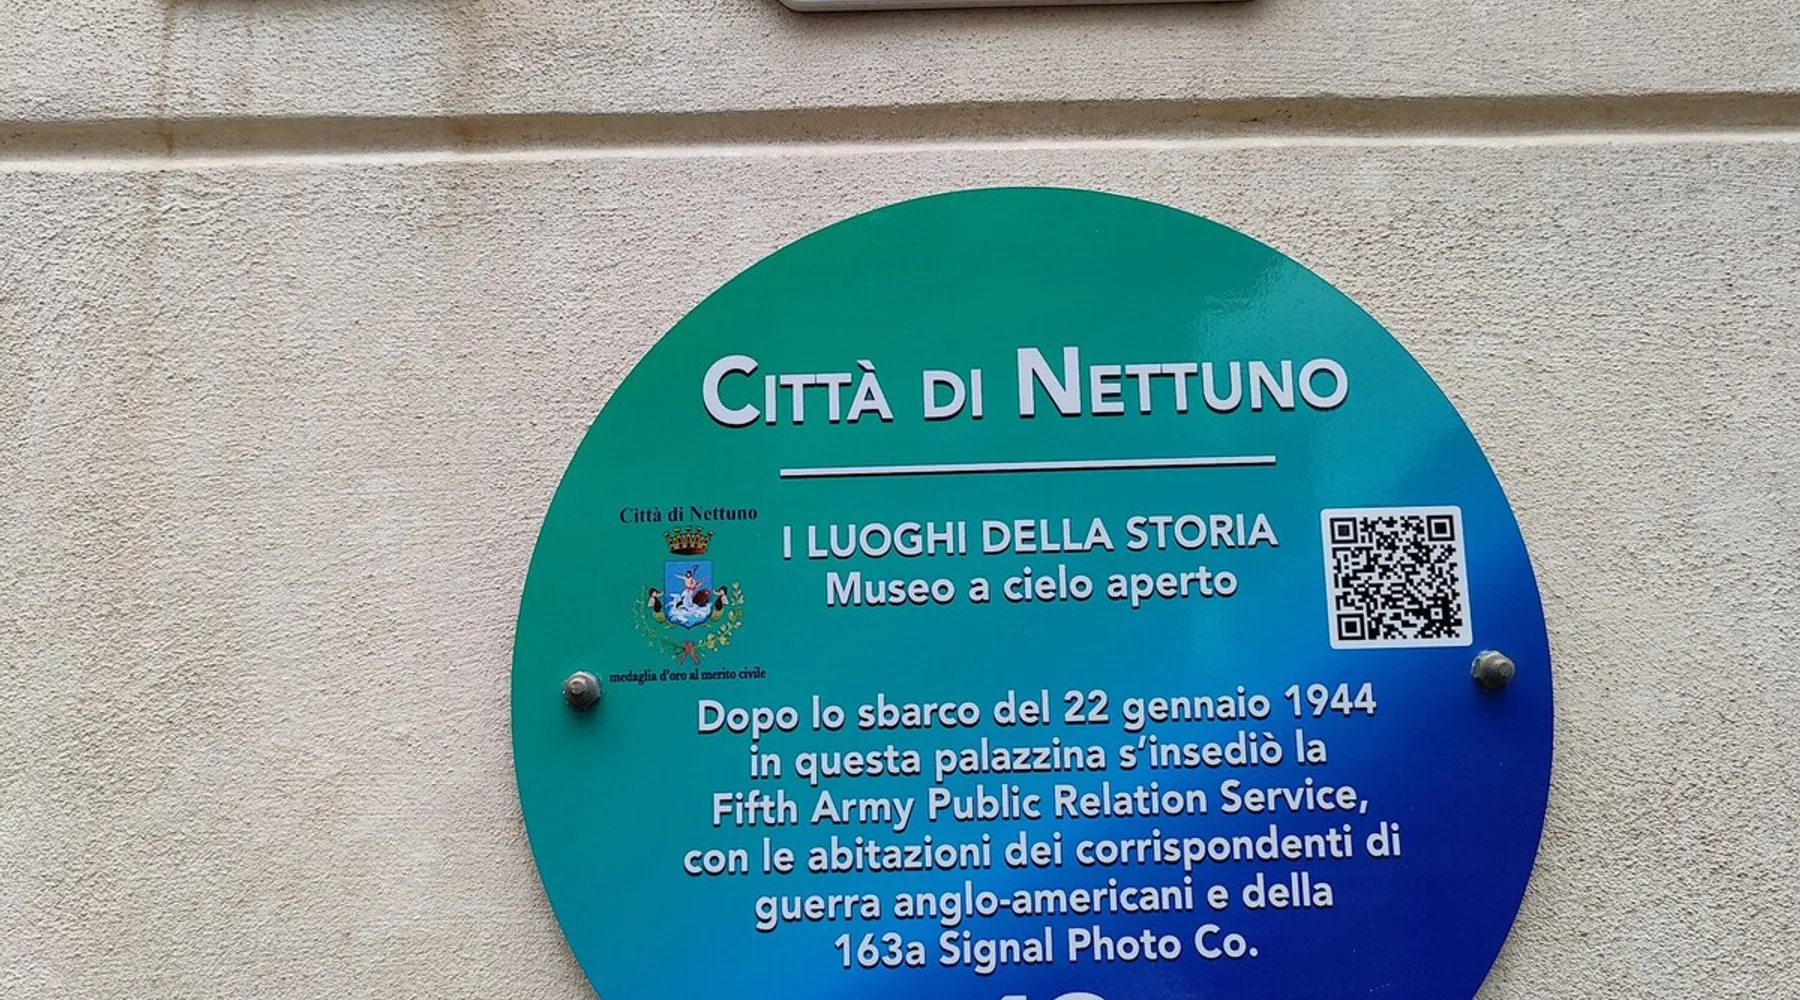 CITTÀ DI NETTUNO
Città di Nettuno
medaglia d'oro al merito civile
I LUOGHI DELLA STORIA
Museo a cielo aperto
Dopo lo sbarco del 22 gennaio 1944
in questa palazzina s'insediò la
Fifth Army Public Relation Service,
con le abitazioni dei corrispondenti di
guerra anglo-americani e della
163a Signal Photo Co.